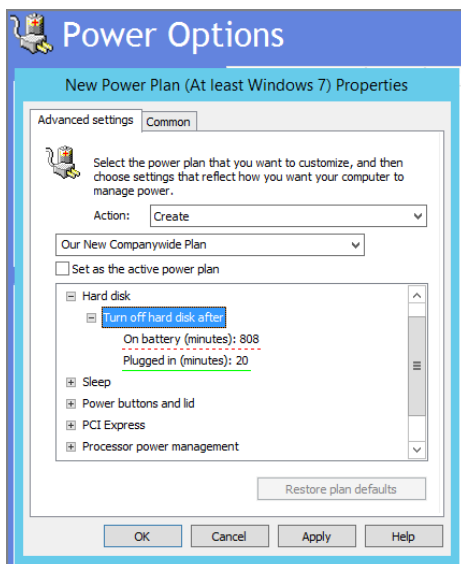 Power Options
New Power Plan (At least Windows 7) Properties
Advanced settings Common
Select the power plan that you want to customize, and then
choose settings that reflect how you want your computer to
manage power.
Action: Create
Our New Companywide Plan
Set as the active power plan
Hard disk
Turn off hard disk after
On battery (minutes): 808
Plugged in (minutes): 20
Sleep
Power buttons and lid
PCI Express
Processor power management
Restore plan defaults
OK Cancel Apply Help